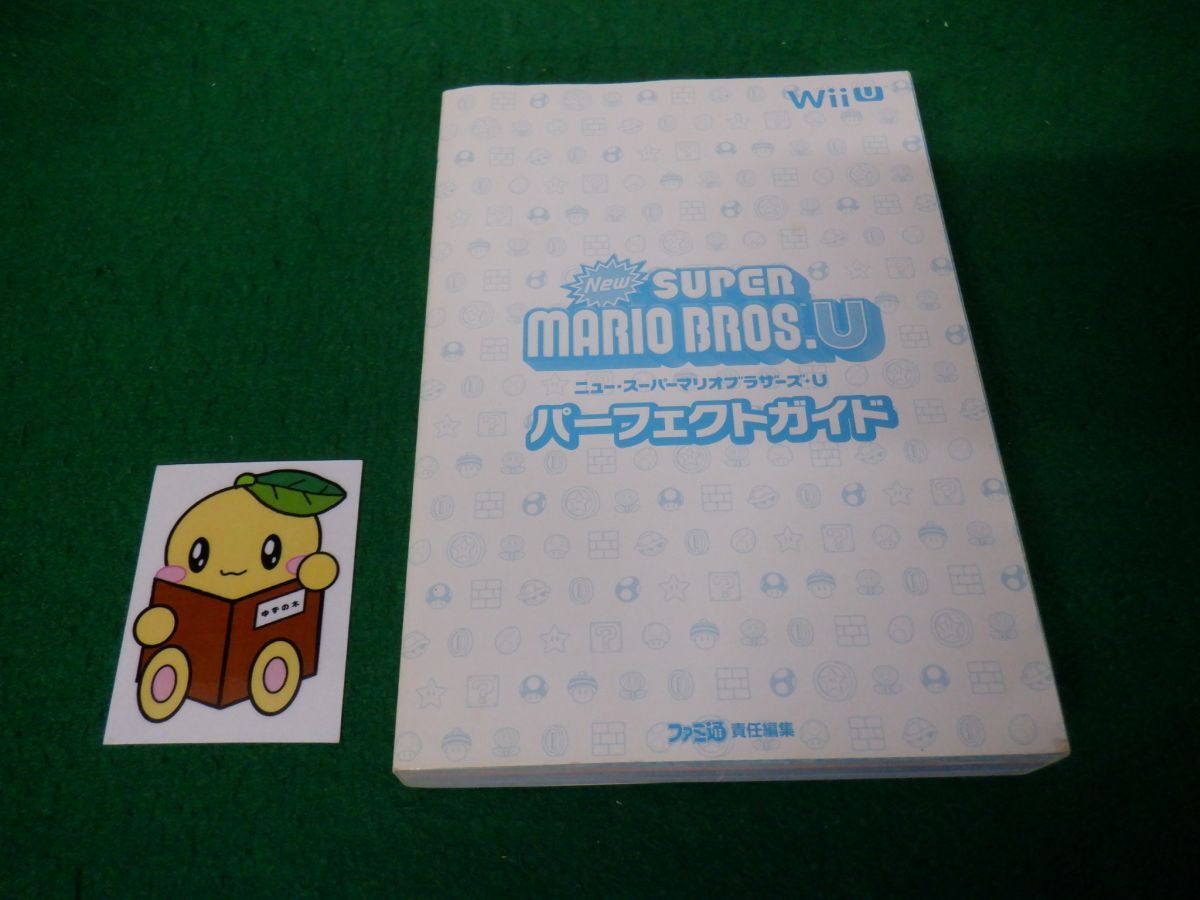 Wii U
New SUPER
MARIO BROS.U
ニュー・スーパーマリオブラザーズ・U
パーフェクトガイド
ファミ通 責任編集
ゆずの木